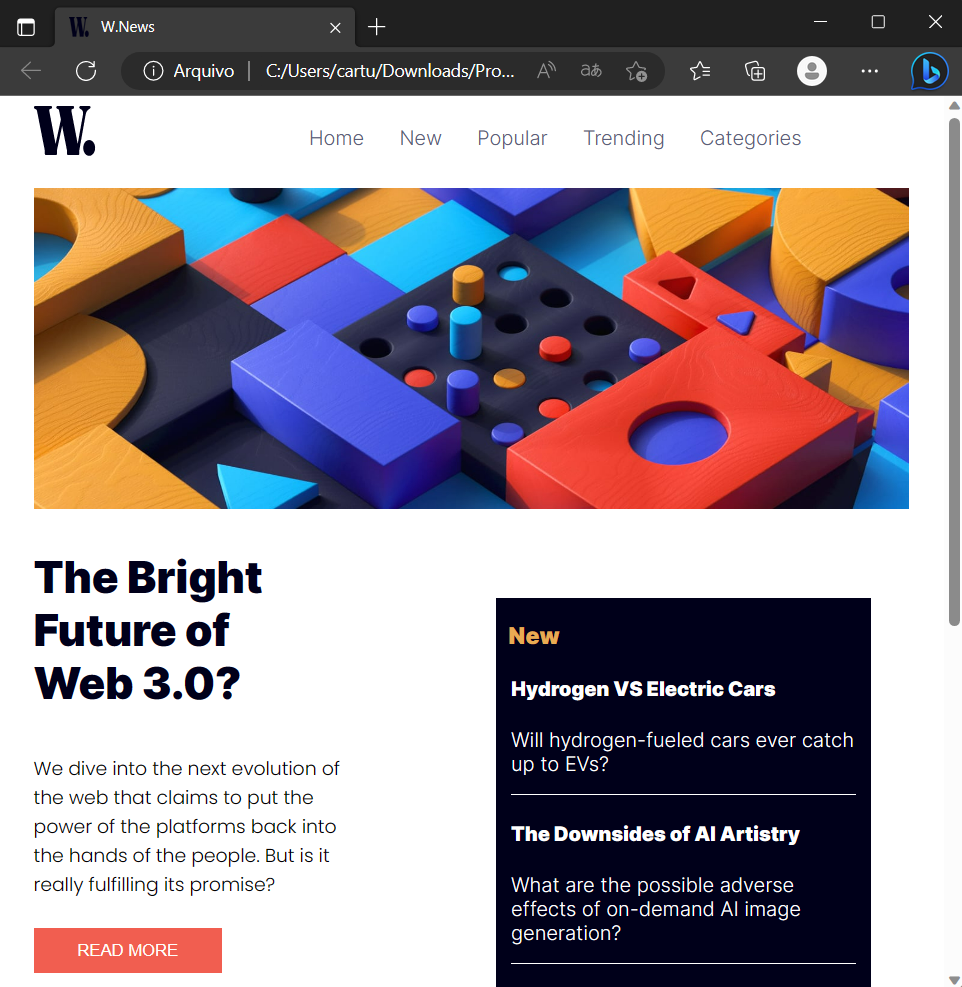 W. W.News
Arquivo | C:/Users/cartu/Downloads/Pro...
W.
Home New Popular Trending Categories
The Bright
Future of
Web 3.0?
We dive into the next evolution of
the web that claims to put the
power of the platforms back into
the hands of the people. But is it
really fulfilling its promise?
READ MORE
New
Hydrogen VS Electric Cars
Will hydrogen-fueled cars ever catch
up to EVs?
The Downsides of AI Artistry
What are the possible adverse
effects of on-demand AI image
generation?